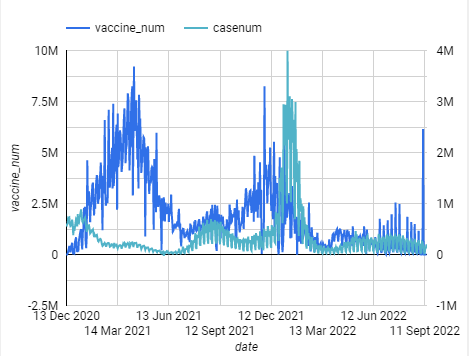 vaccine_num casenum
10M 4M
7.5M 3M
5M 2M
2.5M 1M
0 0
-2.5M -1M
vaccine_num
13 Dec 2020 13 Jun 2021 12 Dec 2021 12 Jun 2022
14 Mar 2021 12 Sept 2021 13 Mar 2022 11 Sept 2022
date